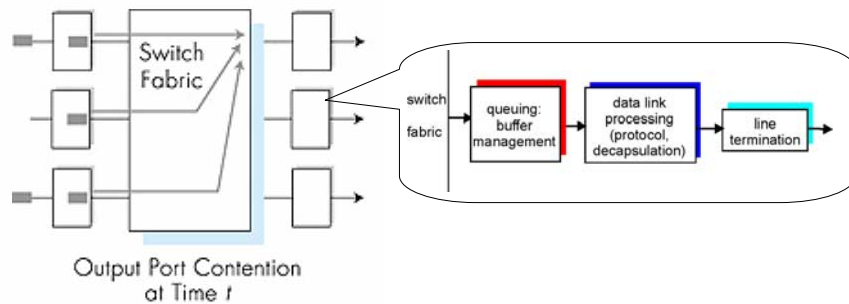 Switch
Fabric
Output Port Contention
at Time t
switch
fabric
queuing:
buffer
management
data link
processing
(protocol,
decapsulation)
line
termination